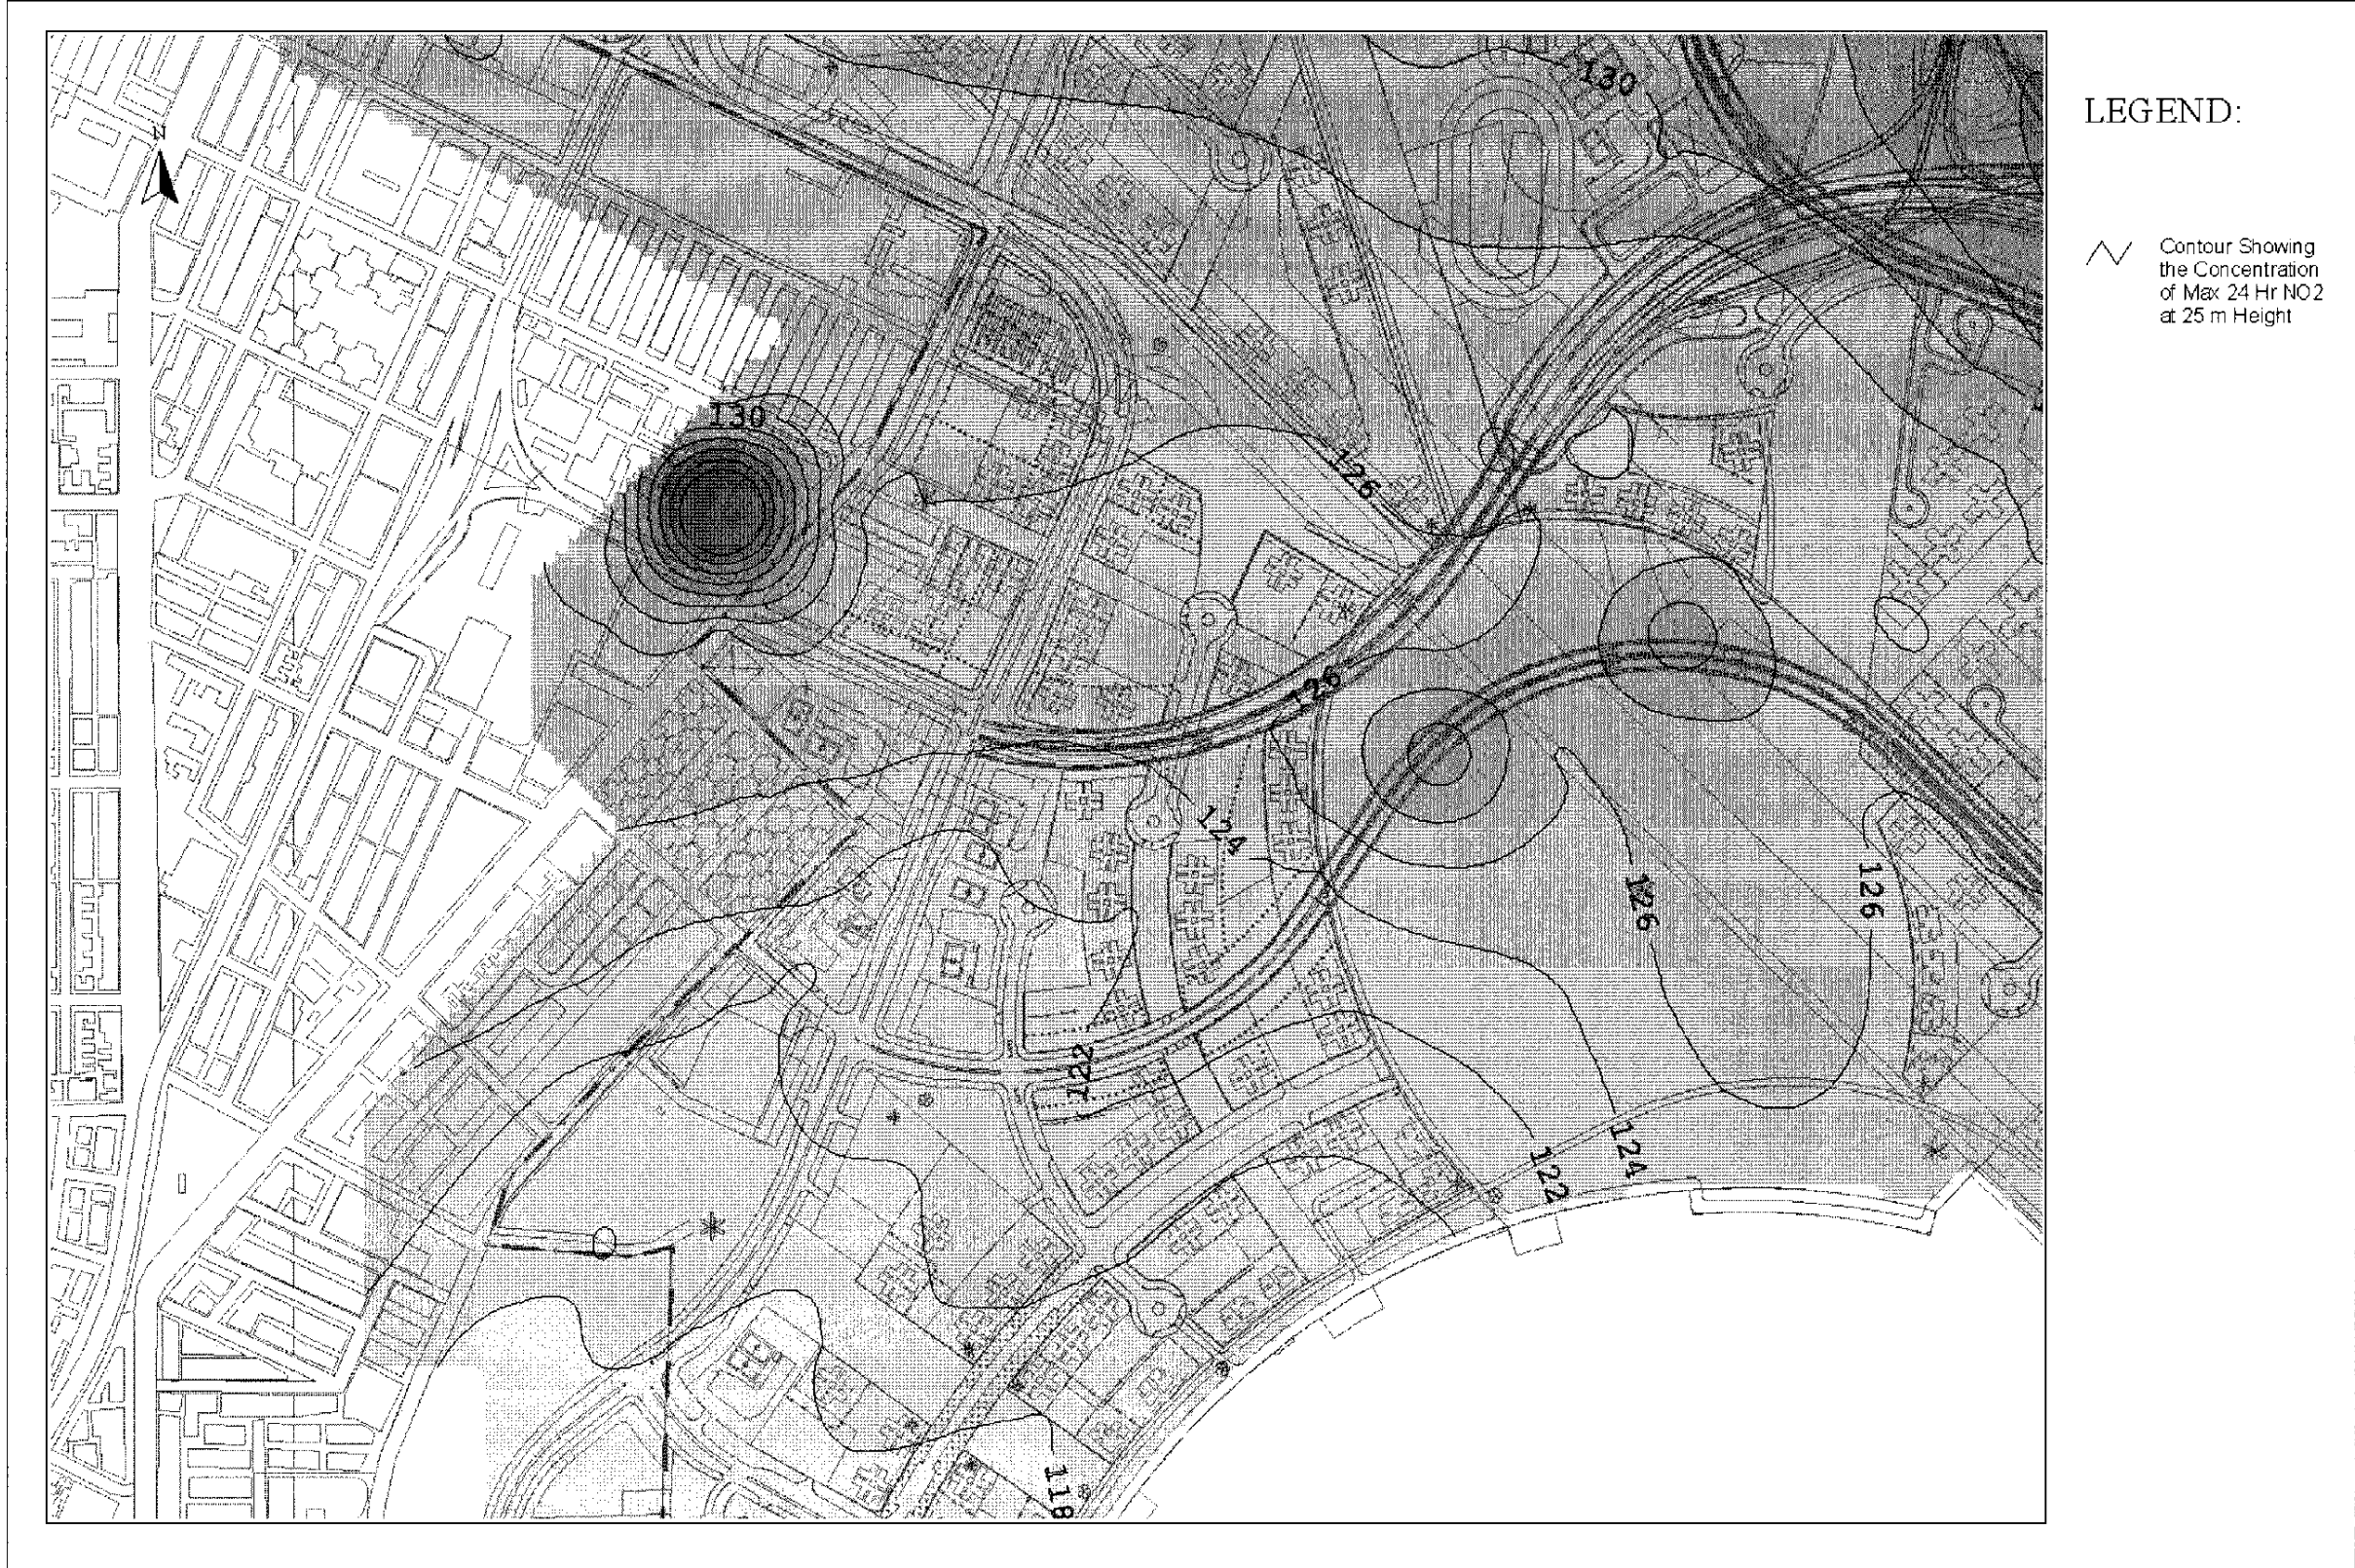 LEGEND:
Contour Showing
the Concentration
of Max 24 Hr NO2
at 25 m Height
N
130
130
126
126
124
126
126
122
124
122
118